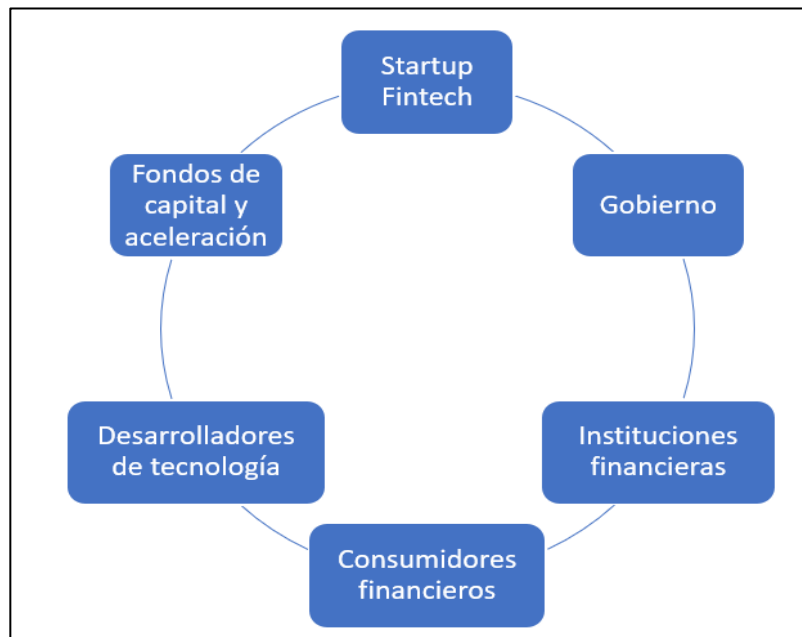 Startup
Fintech
Gobierno
Instituciones
financieras
Consumidores
financieros
Desarrolladores
de tecnología
Fondos de
capital y
aceleración